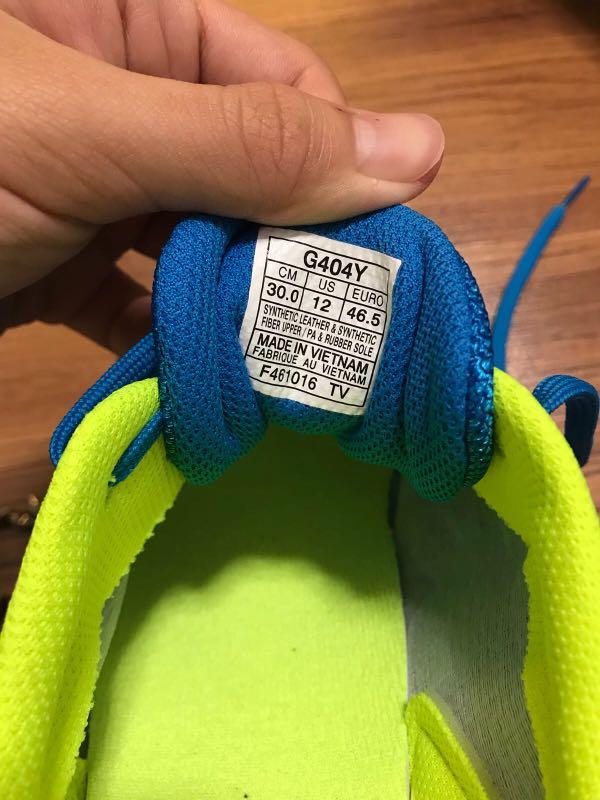 G404Y
CM US EURO
30.0 12 46.5
SYNTHETIC LEATHER & SYNTHETIC
FIBER UPPER / PA & RUBBER SOLE
MADE IN VIETNAM
FABRIQUÉ AU VIETNAM
F461016 TV